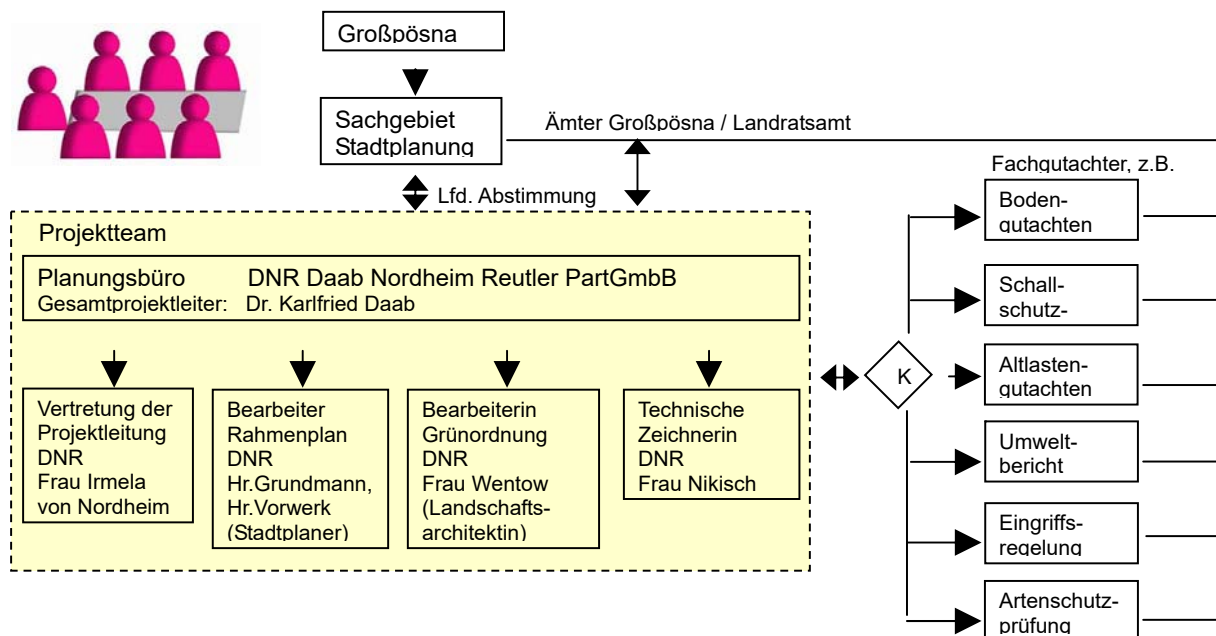 Großpösna
Sachgebiet
Stadtplanung
Ämter Großpösna / Landratsamt
Lfd. Abstimmung
Projektteam
Planungsbüro DNR Daab Nordheim Reutler PartGmbB
Gesamtprojektleiter: Dr. Karlfried Daab
Vertretung der
Projektleitung
DNR
Frau Irmela
von Nordheim
Bearbeiter
Rahmenplan
DNR
Hr.Grundmann,
Hr.Vorwerk
(Stadtplaner)
Bearbeiterin
Grünordnung
DNR
Frau Wentow
(Landschafts-
architektin)
Technische
Zeichnerin
DNR
Frau Nikisch
K
Fachgutachter, z.B.
Boden-
gutachten
Schall-
schutz-
Altlasten-
gutachten
Umwelt-
bericht
Eingriffs-
regelung
Artenschutz-
prüfung